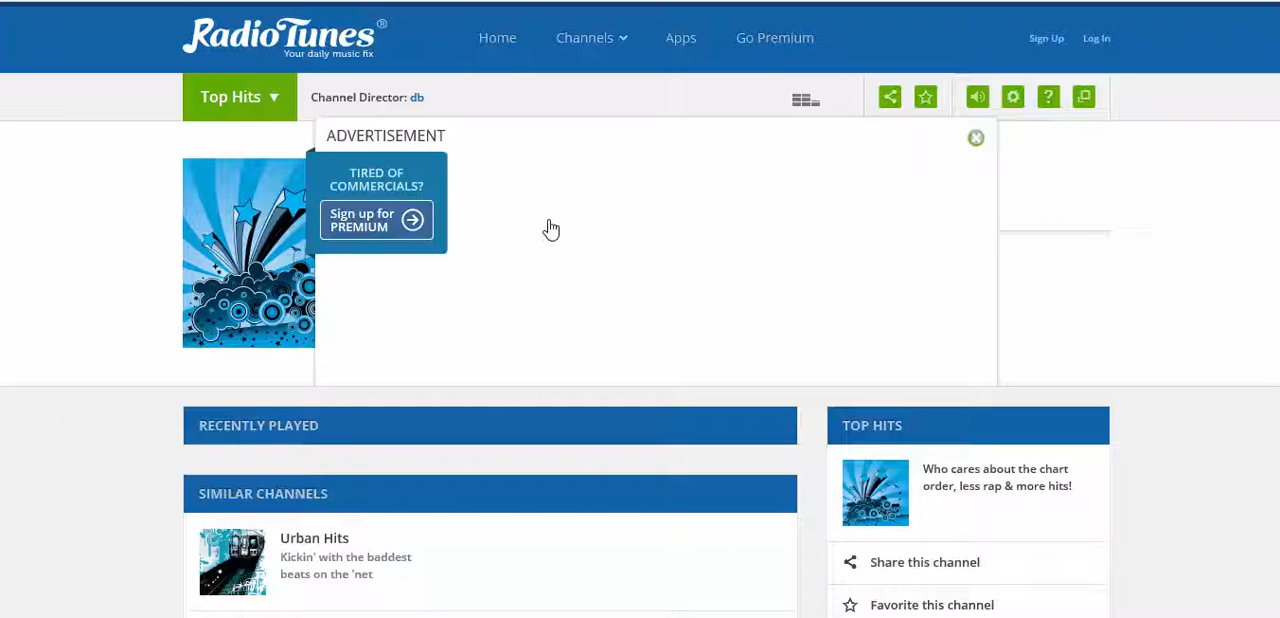 RadioTunes®
Your daily music fix
Home
Channels
Apps
Go Premium
Sign Up
Log In
Top Hits
Channel Director: db
?
ADVERTISEMENT
TIRED OF
COMMERCIALS?
Sign up for
PREMIUM
RECENTLY PLAYED
SIMILAR CHANNELS
Urban Hits
Kickin' with the baddest
beats on the 'net
TOP HITS
Who cares about the chart
order, less rap & more hits!
Share this channel
Favorite this channel